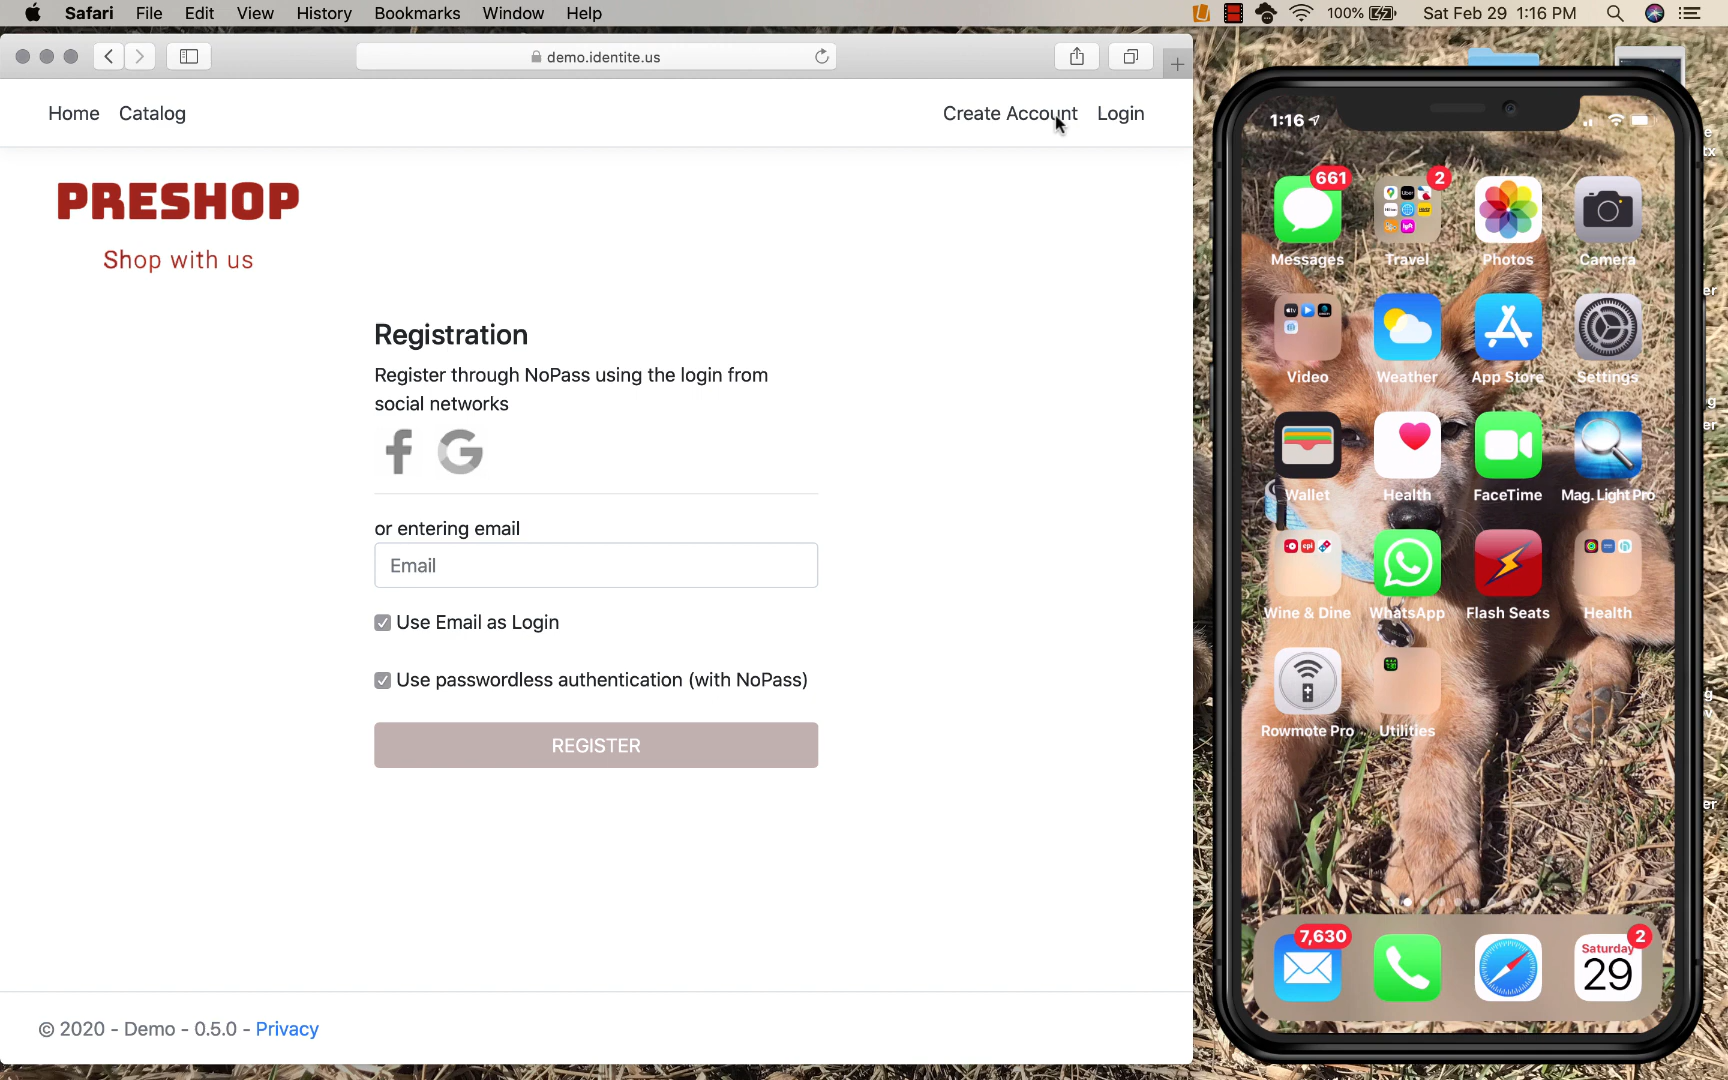 Safari File Edit View History Bookmarks Window Help 100% Sat Feb 29 1:16 PM
demo.identite.us
Home Catalog Create Account Login
PRESHOP
Shop with us
Registration
Register through NoPass using the login from
social networks
or entering email
Email
Use Email as Login
Use passwordless authentication (with NoPass)
REGISTER
© 2020 - Demo - 0.5.0 - Privacy
1:16
661 2
Messages Travel Photos Camera
Video Weather App Store Settings
Wallet Health FaceTime Mag. Light Pro
Wine & Dine WhatsApp Flash Seats Health
Rowmote Pro Utilities
7,630 2
Saturday
29